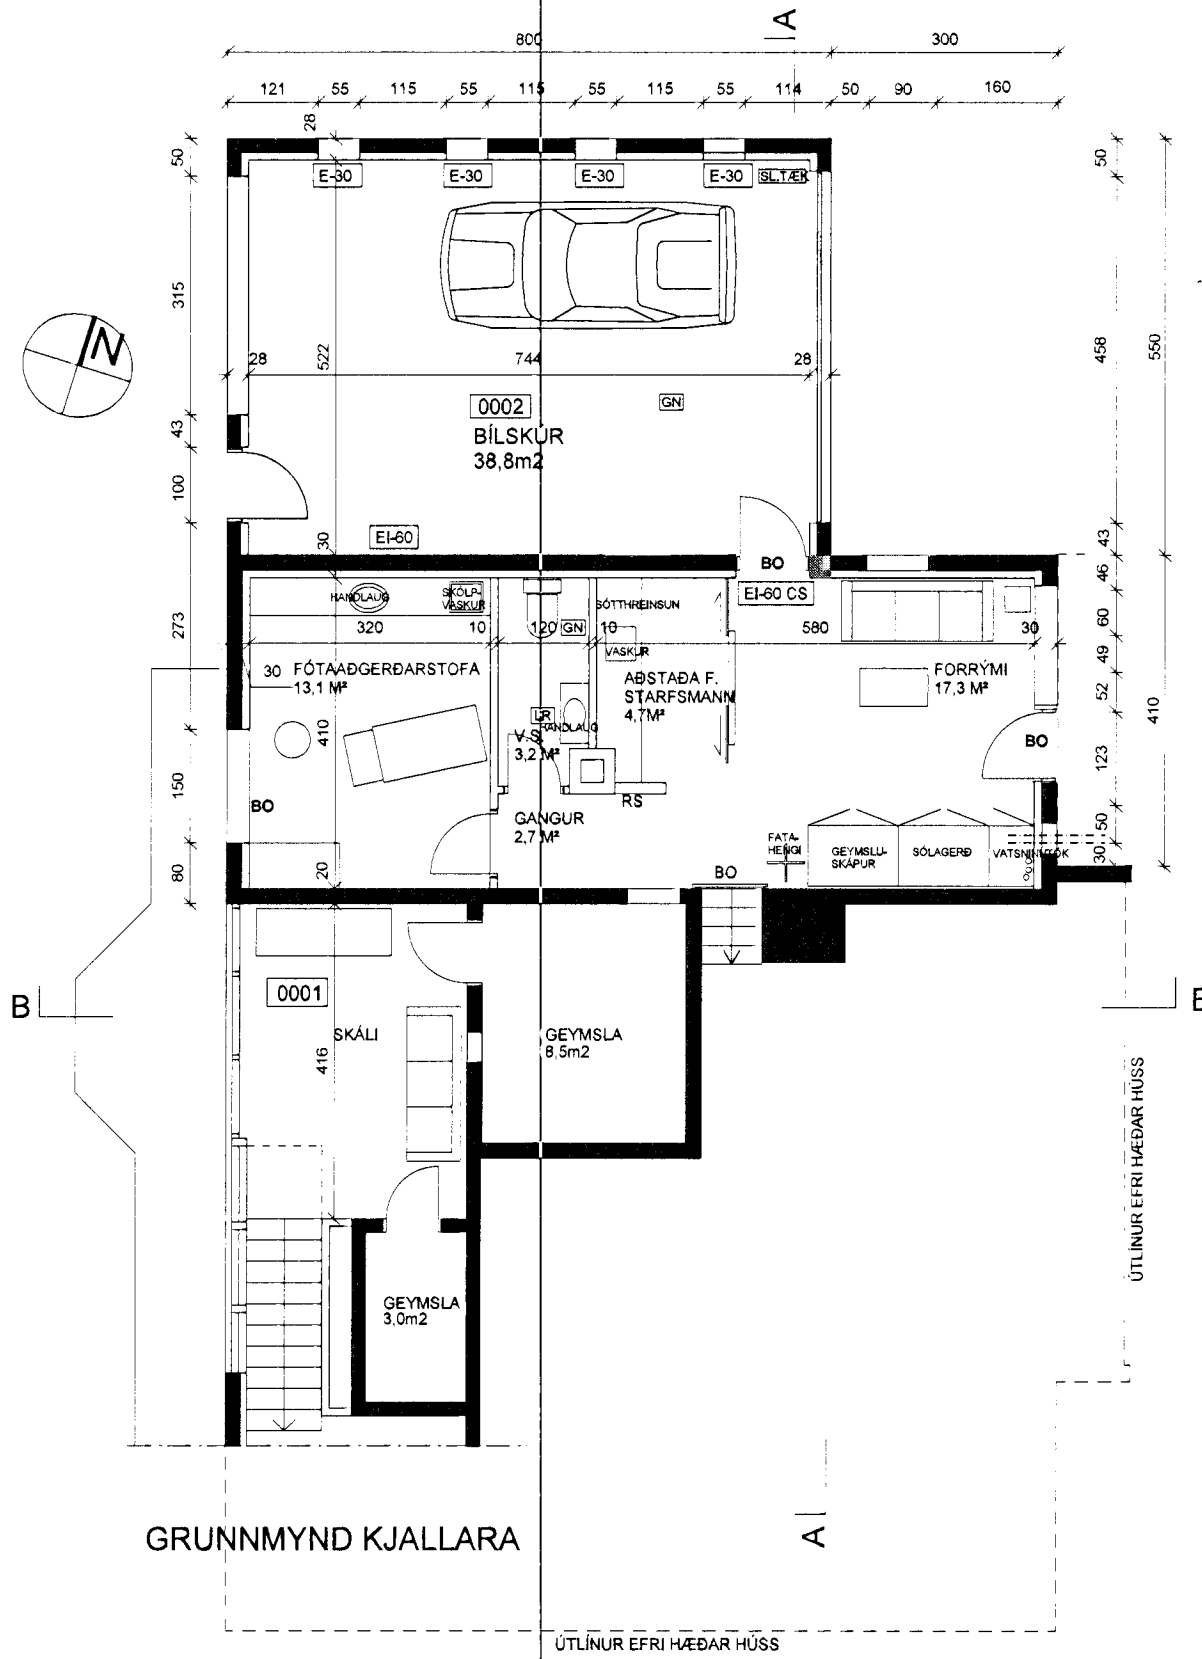 A
800
300
121 55 115 55 115 55 115 55 114 50 90 160
28
50
315
43
100
273
150
80
50
458
43
46
60
49
52
123
50
30
550
410
E-30 E-30 E-30 E-30 SL.TÆK
N
28 522 744 28
GN
0002
BÍLSKÚR
38,8m2
30
EI-60
BO
EI-60 CS
HANDLAUG
SKÓLP-
VASKUR
GN
SÓTTHREINSUN
320 10 120 10 580 30
VASKUR
30 FÓTAAÐGERÐARSTOFA
13,1 M²
410
AÐSTAÐA F.
STARFSMANN
4,7M²
FORRÝMI
17,3 M²
LR
HANDLAUG
V.S.
3,2 M²
BO
BO
RS
GANGUR
2,7 M²
20
FATA-
HENGI
GEYMSLU-
SKÁPUR
SÓLAGERÐ
VATSNINNTÖK
BO
0001
B
B
SKÁLI
416
GEYMSLA
8,5m2
GEYMSLA
3,0m2
ÚTLÍNUR EFRI HÆÐAR HÚSS
A
GRUNNMYND KJALLARA
ÚTLÍNUR EFRI HÆÐAR HÚSS